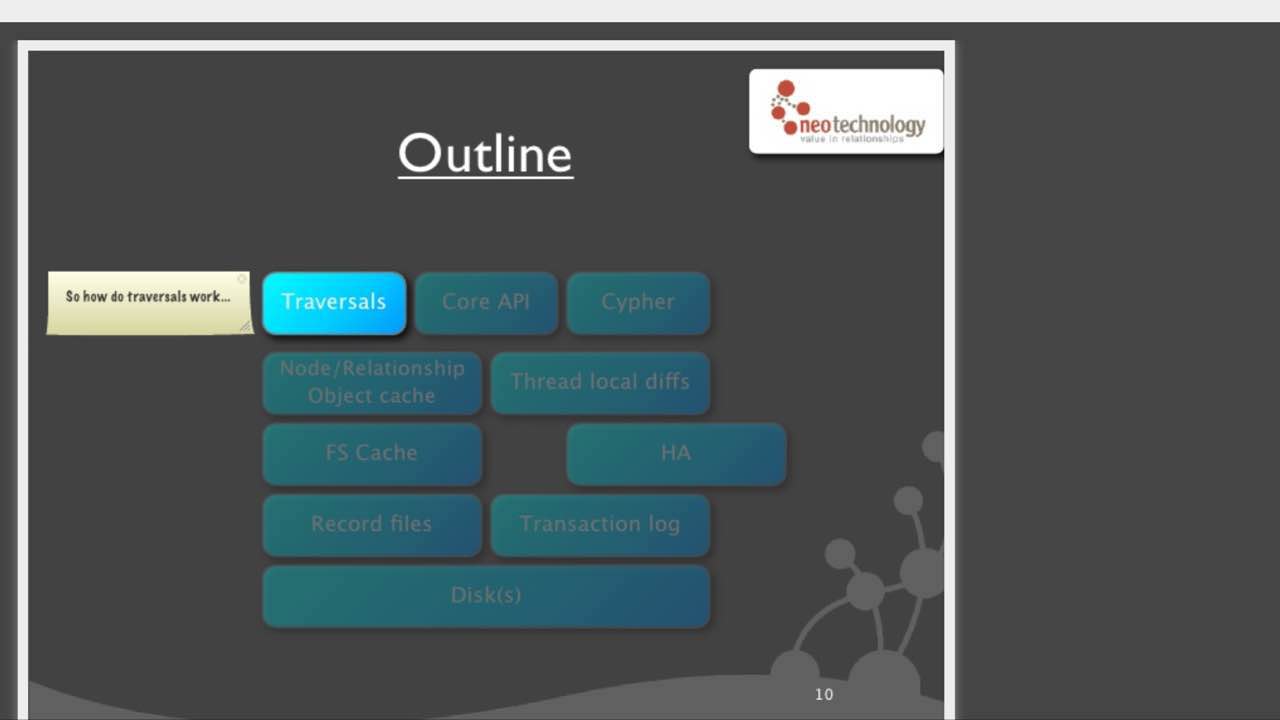 neotechnology
value in relationships
Outline
So how do traversals work...
Traversals
Core API
Cypher
Node/Relationship
Object cache
Thread local diffs
FS Cache
HA
Record files
Transaction log
Disk(s)
10